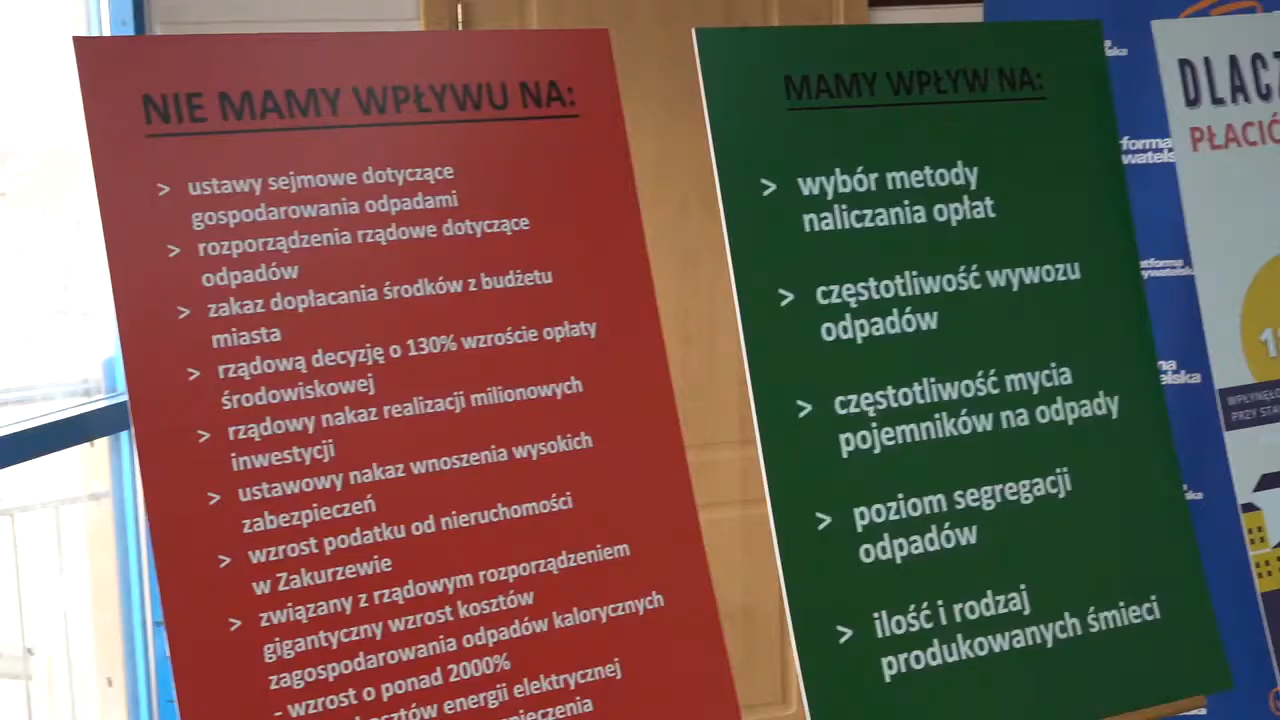 NIE MAMY WPŁYWU NA:
> ustawy sejmowe dotyczące
gospodarowania odpadami
> rozporządzenia rządowe dotyczące
odpadów
> zakaz dopłacania środków z budżetu
miasta
> rządową decyzję o 130% wzroście opłaty
środowiskowej
> rządowy nakaz realizacji milionowych
inwestycji
> ustawowy nakaz wnoszenia wysokich
zabezpieczeń
> wzrost podatku od nieruchomości
w Zakurzewie
> związany z rządowym rozporządzeniem
gigantyczny wzrost kosztów
zagospodarowania odpadów kalorycznych
- wzrost o ponad 2000%
energii elektrycznej
MAMY WPŁYW NA:
> wybór metody
naliczania opłat
> częstotliwość wywozu
odpadów
> częstotliwość mycia
pojemników na odpady
> poziom segregacji
odpadów
> ilość i rodzaj
produkowanych śmieci
DLACZ
PŁACIĆ
PRZY